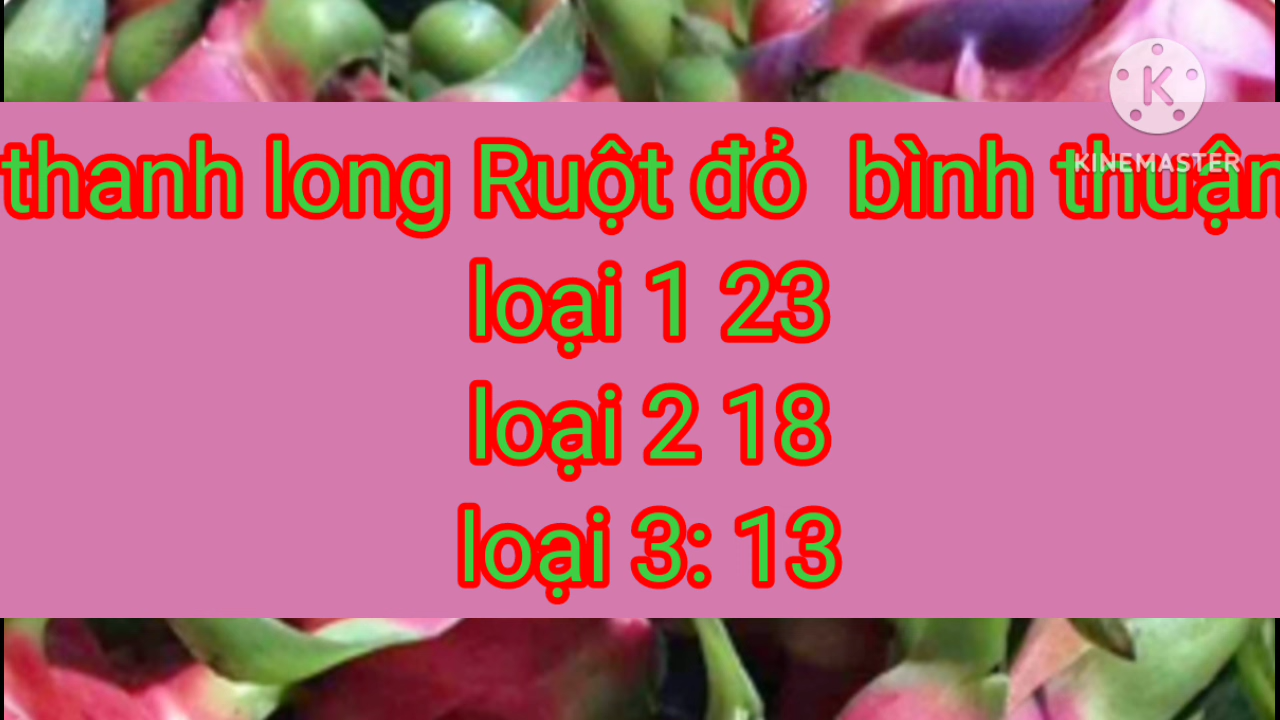 K
KINEMASTER
thanh long Ruột đỏ bình thuận
loại 1 23
loại 2 18
loại 3: 13